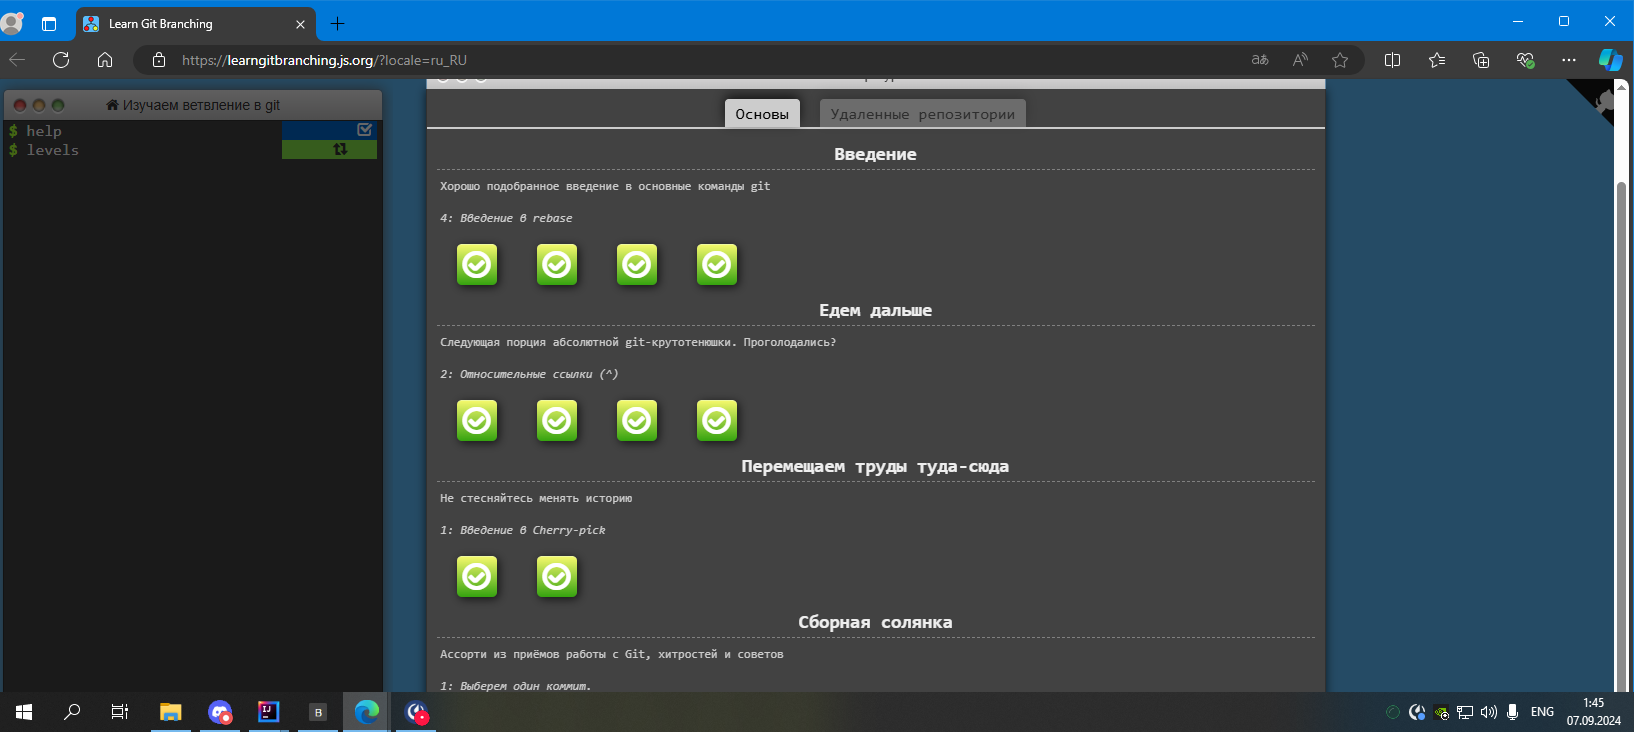 Learn Git Branching
https://learngitbranching.js.org/?locale=ru_RU
Изучаем ветвление в git
$ help
$ levels
Основы
Удаленные репозитории
Введение
Хорошо подобранное введение в основные команды git
4: Введение в rebase
Едем дальше
Следующая порция абсолютной git-крутотенюшки. Проголодались?
2: Относительные ссылки (^)
Перемещаем труды туда-сюда
Не стесняйтесь менять историю
1: Введение в Cherry-pick
Сборная солянка
Ассорти из приёмов работы с Git, хитростей и советов
1: Выберем один коммит.
ENG
1:45
07.09.2024